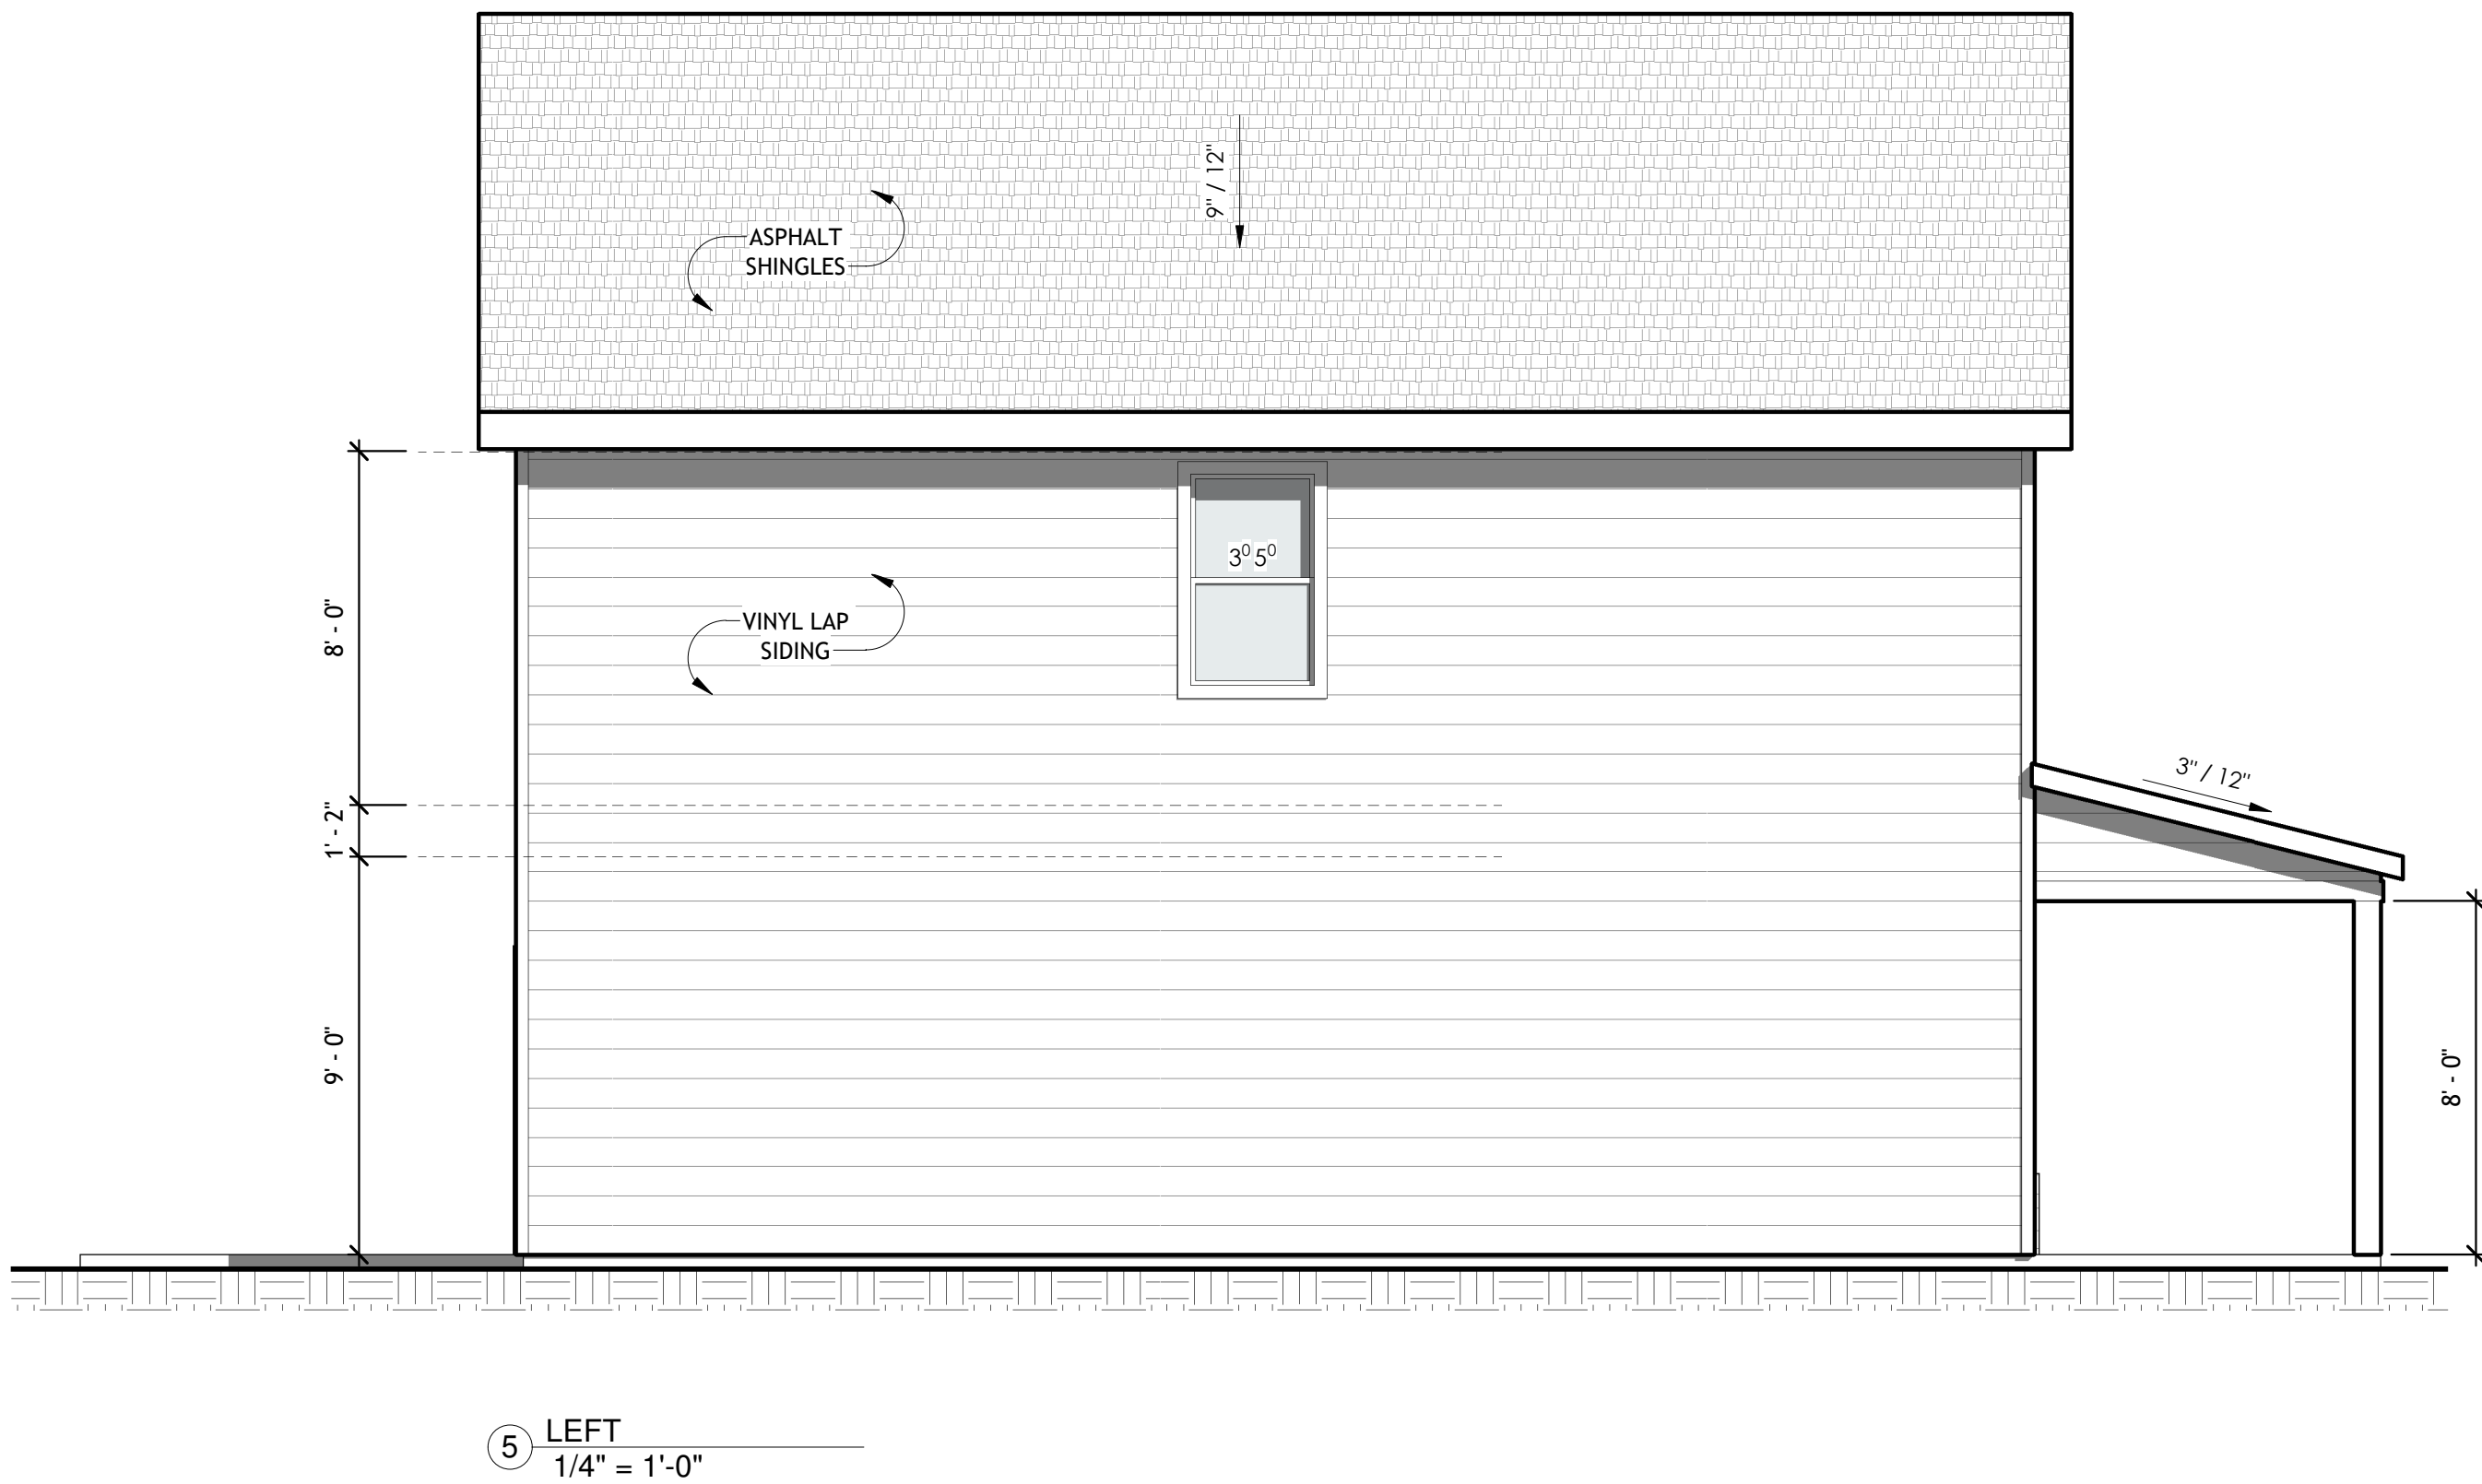 9" / 12"
ASPHALT
SHINGLES
3⁰ 5⁰
8' - 0"
VINYL LAP
SIDING
3" / 12"
1' - 2"
9' - 0"
8' - 0"
5
LEFT
1/4" = 1'-0"